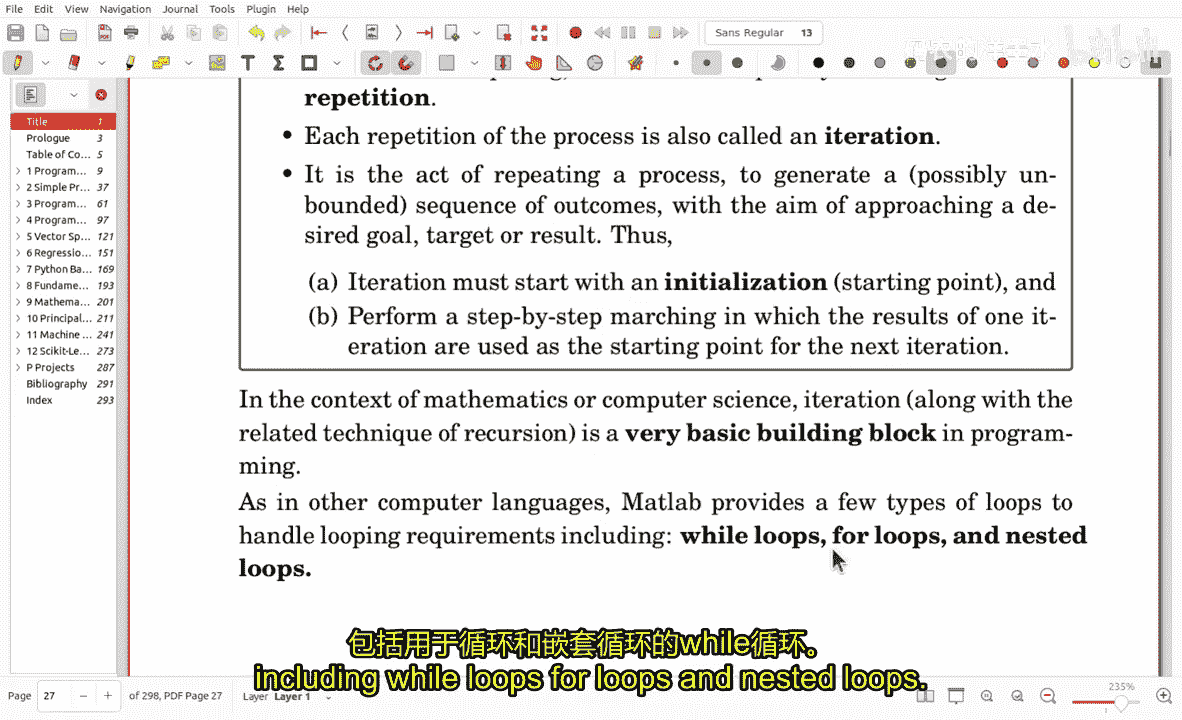 File Edit View Navigation Journal Tools Plugin Help
Sans Regular 13
Title 1
Prologue 3
Table of Co... 5
1 Program... 9
2 Simple Pr... 37
3 Program... 61
4 Program... 97
5 Vector Sp... 121
6 Regressio... 151
7 Python Ba... 169
8 Fundame... 193
9 Mathema... 201
10 Principal... 211
11 Machine ... 241
12 Scikit-Le... 273
P Projects 287
Bibliography 291
Index 293
repetition.
• Each repetition of the process is also called an iteration.
• It is the act of repeating a process, to generate a (possibly un-
bounded) sequence of outcomes, with the aim of approaching a de-
sired goal, target or result. Thus,
(a) Iteration must start with an initialization (starting point), and
(b) Perform a step-by-step marching in which the results of one it-
eration are used as the starting point for the next iteration.
In the context of mathematics or computer science, iteration (along with the
related technique of recursion) is a very basic building block in program-
ming.
As in other computer languages, Matlab provides a few types of loops to
handle looping requirements including: while loops, for loops, and nested
loops.
包括用于循环和嵌套循环的while循环。
including while loops for loops and nested loops.
Page 27 − + of 298, PDF Page 27 Layer Layer 1 235%